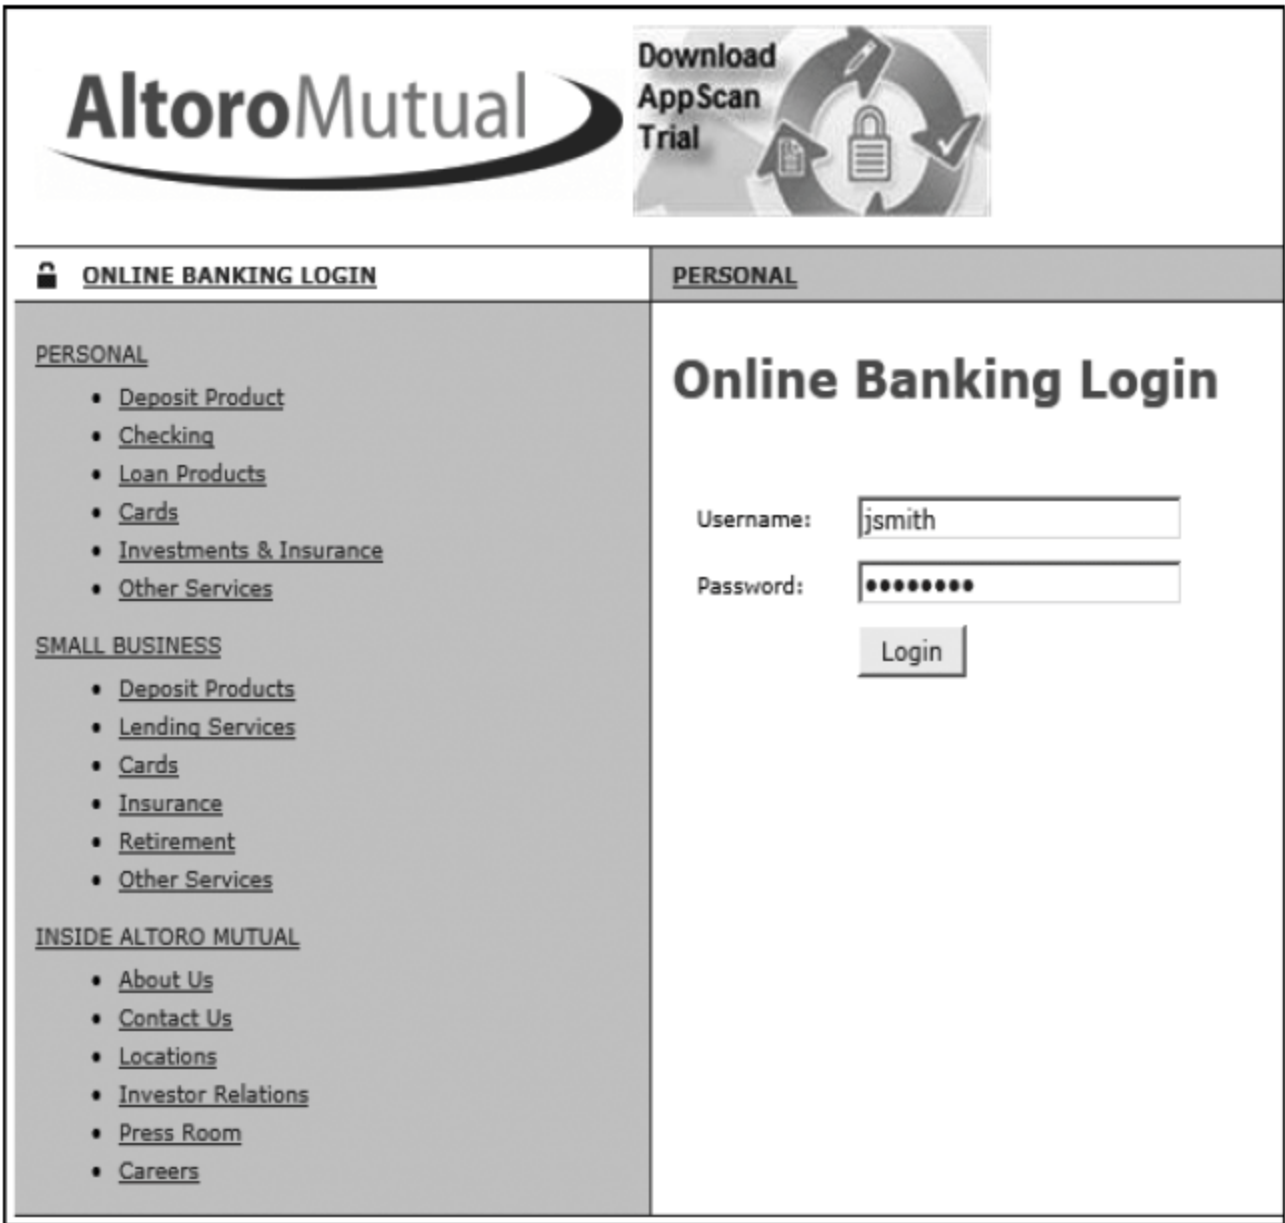 AltoroMutual
Download
AppScan
Trial
ONLINE BANKING LOGIN
PERSONAL
PERSONAL
Deposit Product
Checking
Loan Products
Cards
Investments & Insurance
Other Services
SMALL BUSINESS
Deposit Products
Lending Services
Cards
Insurance
Retirement
Other Services
INSIDE ALTORO MUTUAL
About Us
Contact Us
Locations
Investor Relations
Press Room
Careers
Online Banking Login
Username: jsmith
Password: ●●●●●●●●
Login